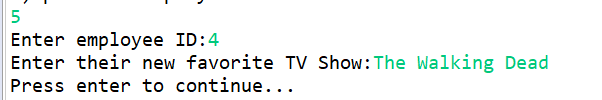 5
Enter employee ID:4
Enter their new favorite TV Show:The Walking Dead
Press enter to continue...